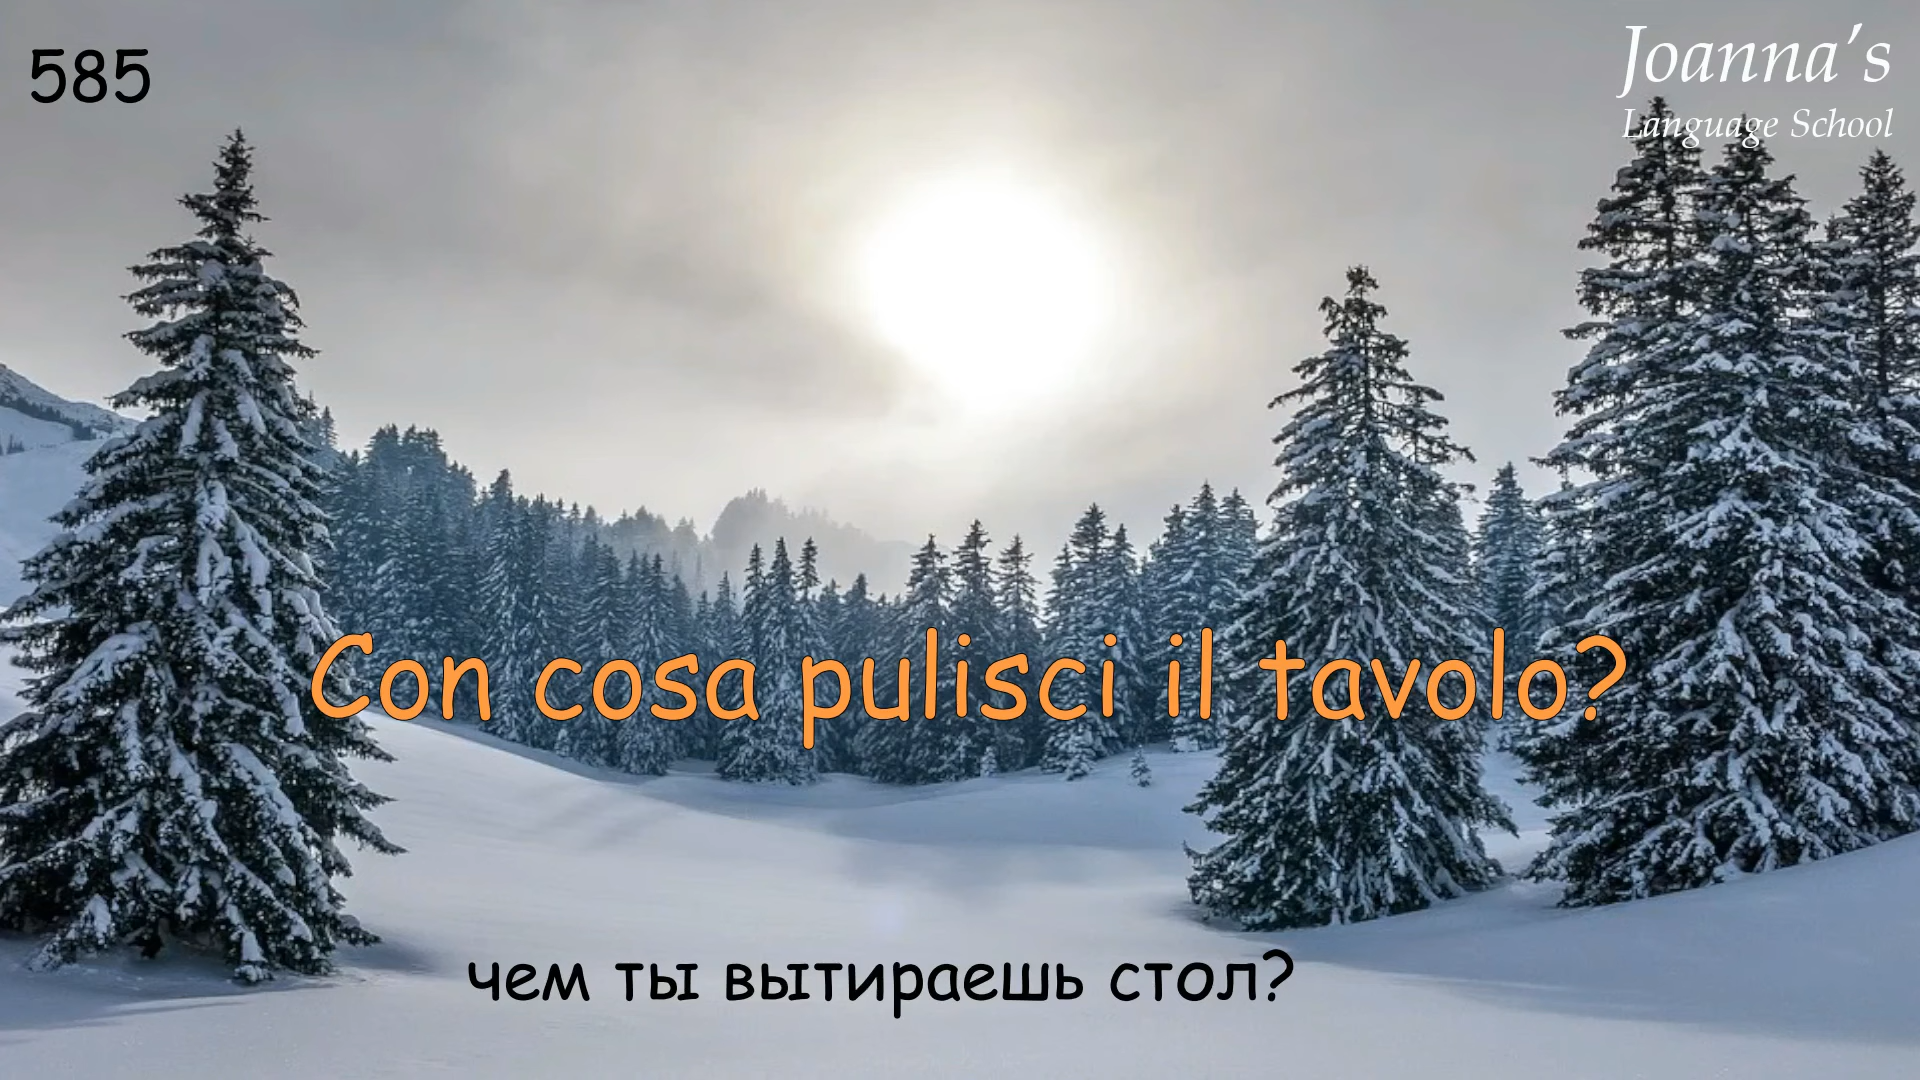 585
Joanna's
Language School
Con cosa pulisci il tavolo?
чем ты вытираешь стол?